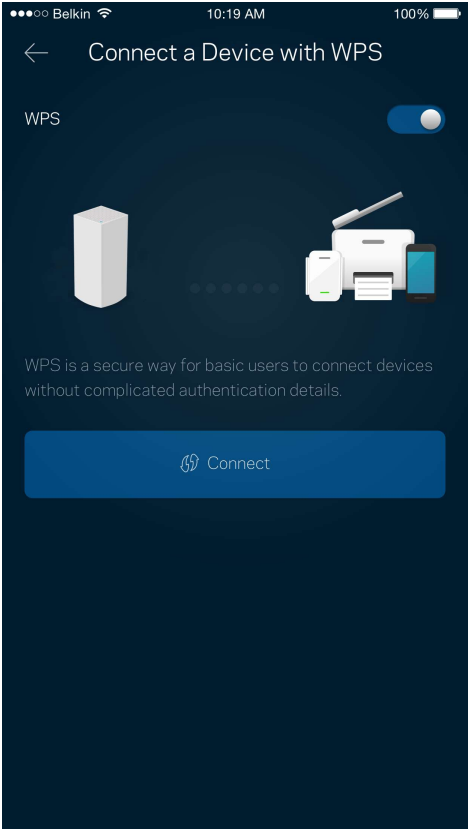 Belkin 10:19 AM 100%
Connect a Device with WPS
WPS
WPS is a secure way for basic users to connect devices
without complicated authentication details.
Connect